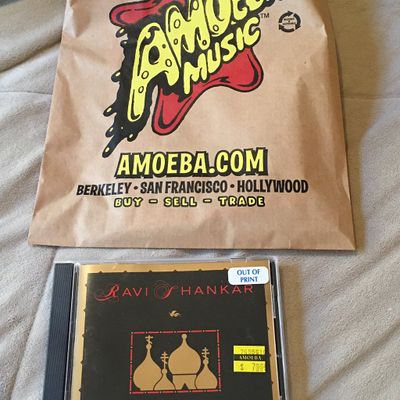 AMOEBA
MUSIC
AMOEBA.COM
BERKELEY • SAN FRANCISCO • HOLLYWOOD
BUY - SELL - TRADE
OUT OF
PRINT
RAVI SHANKAR
AMOEBA